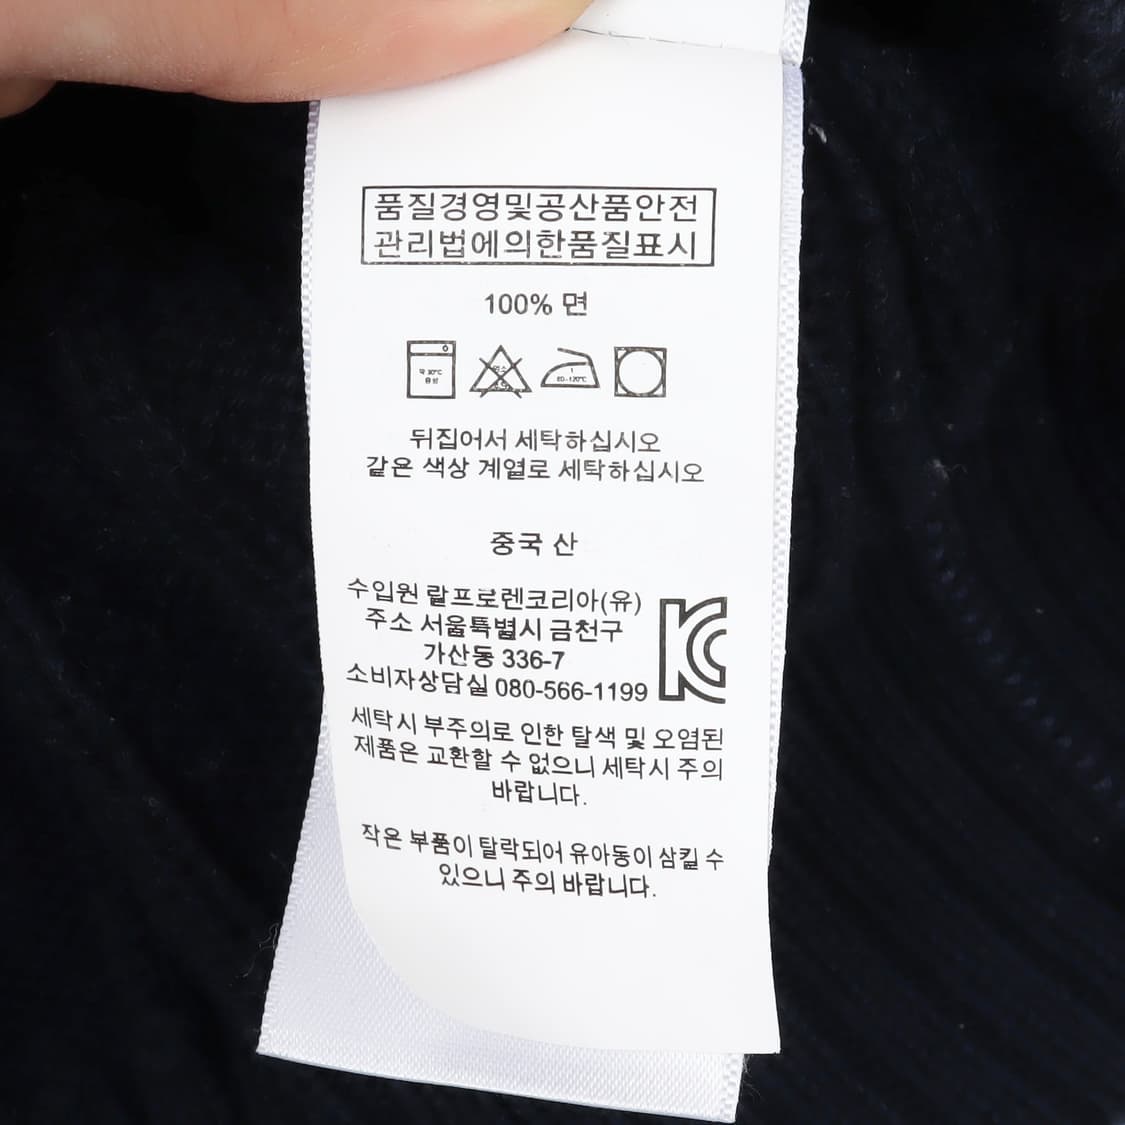 품질경영및공산품안전
관리법에의한품질표시
100% 면
약 30℃
중성
80-120℃
뒤집어서 세탁하십시오
같은 색상 계열로 세탁하십시오
중국 산
수입원 랄프로렌코리아(유)
주소 서울특별시 금천구
가산동 336-7
소비자상담실 080-566-1199
세탁시 부주의로 인한 탈색 및 오염된
제품은 교환할 수 없으니 세탁시 주의
바랍니다.
작은 부품이 탈락되어 유아동이 삼킬 수
있으니 주의 바랍니다.